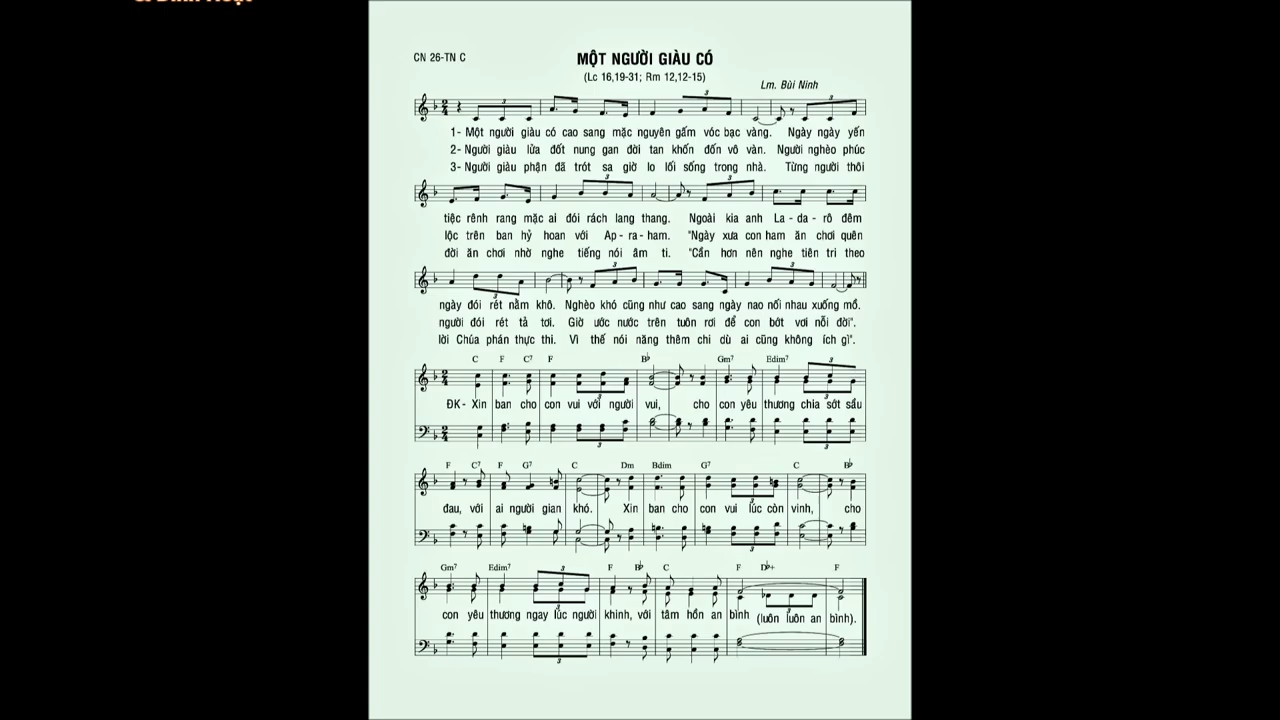 CN 26-TN C
MỘT NGƯỜI GIÀU CÓ
(Lc 16,19-31; Rm 12,12-15)
Lm. Bùi Ninh
3 3
1- Một người giàu có cao sang mặc nguyên gấm vóc bạc vàng. Ngày ngày yến
2- Người giàu lửa đốt nung gan đời tan khốn đốn vô vàn. Người nghèo phúc
3- Người giàu phận đã trót sa giờ lo lối sống trong nhà. Từng người thôi
tiệc rênh rang mặc ai đói rách lang thang. Ngoài kia anh La-da-rô đêm
lộc trên ban hỷ hoan với Ap-ra-ham. "Ngày xưa con ham ăn chơi quên
đời ăn chơi nhờ nghe tiếng nói âm ti. "Cần hơn nên nghe tiên tri theo
ngày đói rét nằm khô. Nghèo khó cũng như cao sang ngày nao nối nhau xuống mồ.
người đói rét tả tơi. Giờ ước nước trên tuôn rơi để con bớt vơi nỗi đời".
lời Chúa phán thực thi. Vì thế nói năng thêm chi dù ai cũng không ích gì".
C F C7 F Bb Gm7 Edim7
ĐK- Xin ban cho con vui với người vui, cho con yêu thương chia sớt sầu
F C7 F G7 C Dm Bdim G7 C Bb
đau, với ai người gian khó. Xin ban cho con vui lúc còn vinh, cho
Gm7 Edim7 F Bb C F Db+ F
con yêu thương ngay lúc người khinh, với tâm hồn an bình (luôn luôn an bình).